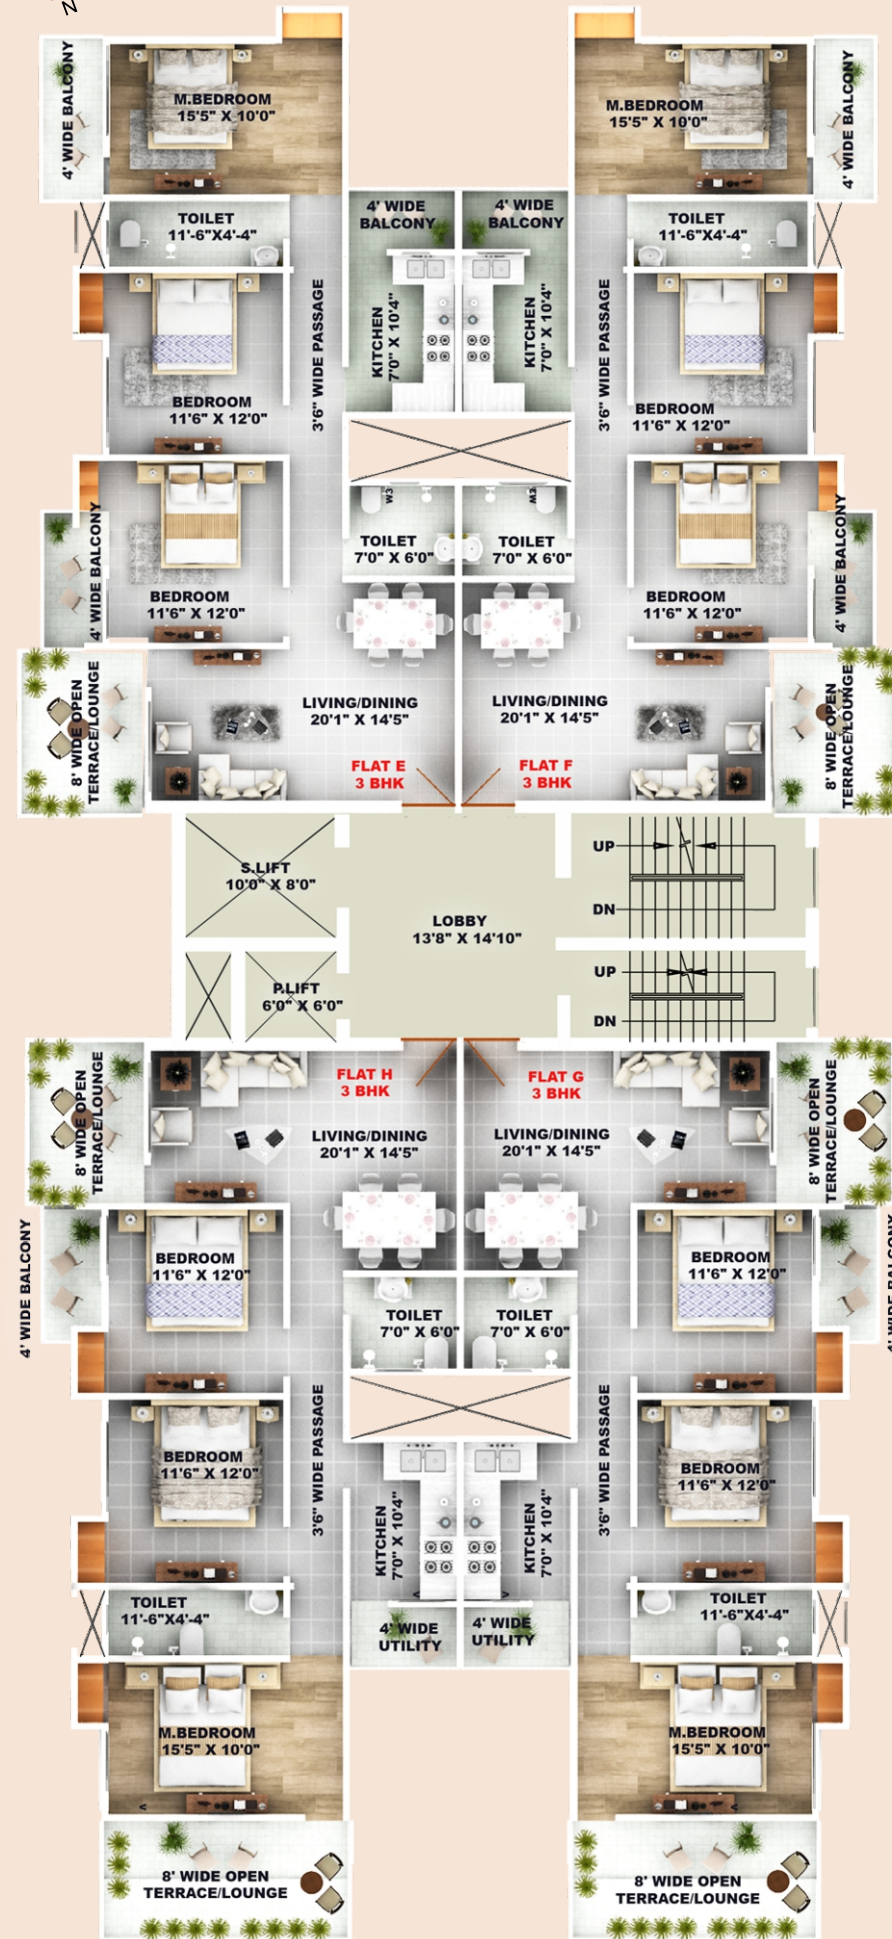 N
4' WIDE BALCONY
M.BEDROOM
15'5" X 10'0"
M.BEDROOM
15'5" X 10'0"
4' WIDE BALCONY
TOILET
11'-6"X4'-4"
4' WIDE
BALCONY
4' WIDE
BALCONY
TOILET
11'-6"X4'-4"
3'6" WIDE PASSAGE
KITCHEN
7'0" X 10'4"
KITCHEN
7'0" X 10'4"
3'6" WIDE PASSAGE
BEDROOM
11'6" X 12'0"
BEDROOM
11'6" X 12'0"
W3
W3
4' WIDE BALCONY
BEDROOM
11'6" X 12'0"
TOILET
7'0" X 6'0"
TOILET
7'0" X 6'0"
BEDROOM
11'6" X 12'0"
4' WIDE BALCONY
8' WIDE OPEN
TERRACE/LOUNGE
LIVING/DINING
20'1" X 14'5"
LIVING/DINING
20'1" X 14'5"
8' WIDE OPEN
TERRACE/LOUNGE
FLAT E
3 BHK
FLAT F
3 BHK
S.LIFT
10'0" X 8'0"
LOBBY
13'8" X 14'10"
UP
DN
P.LIFT
6'0" X 6'0"
UP
DN
8' WIDE OPEN
TERRACE/LOUNGE
FLAT H
3 BHK
FLAT G
3 BHK
8' WIDE OPEN
TERRACE/LOUNGE
LIVING/DINING
20'1" X 14'5"
LIVING/DINING
20'1" X 14'5"
4' WIDE BALCONY
BEDROOM
11'6" X 12'0"
BEDROOM
11'6" X 12'0"
4' WIDE BALCONY
TOILET
7'0" X 6'0"
TOILET
7'0" X 6'0"
3'6" WIDE PASSAGE
3'6" WIDE PASSAGE
BEDROOM
11'6" X 12'0"
BEDROOM
11'6" X 12'0"
KITCHEN
7'0" X 10'4"
KITCHEN
7'0" X 10'4"
TOILET
11'-6"X4'-4"
4' WIDE
UTILITY
4' WIDE
UTILITY
TOILET
11'-6"X4'-4"
M.BEDROOM
15'5" X 10'0"
M.BEDROOM
15'5" X 10'0"
8' WIDE OPEN
TERRACE/LOUNGE
8' WIDE OPEN
TERRACE/LOUNGE